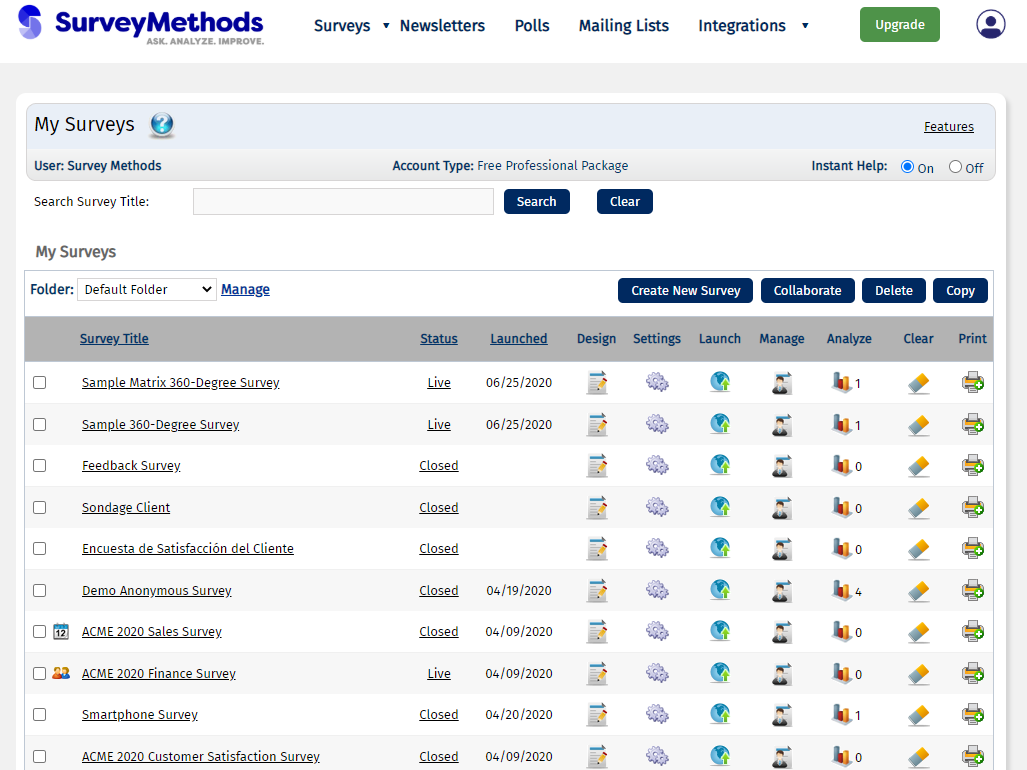 SurveyMethods
ASK. ANALYZE. IMPROVE.
Surveys ▾ Newsletters Polls Mailing Lists Integrations ▾ Upgrade
My Surveys ? Features
User: Survey Methods Account Type: Free Professional Package Instant Help: On Off
Search Survey Title: Search Clear
My Surveys
Folder: Default Folder Manage Create New Survey Collaborate Delete Copy
Survey Title Status Launched Design Settings Launch Manage Analyze Clear Print
Sample Matrix 360-Degree Survey Live 06/25/2020 1
Sample 360-Degree Survey Live 06/25/2020 1
Feedback Survey Closed 0
Sondage Client Closed 0
Encuesta de Satisfacción del Cliente Closed 0
Demo Anonymous Survey Closed 04/19/2020 4
12 ACME 2020 Sales Survey Closed 04/09/2020 0
ACME 2020 Finance Survey Live 04/09/2020 0
Smartphone Survey Closed 04/20/2020 1
ACME 2020 Customer Satisfaction Survey Closed 04/09/2020 0